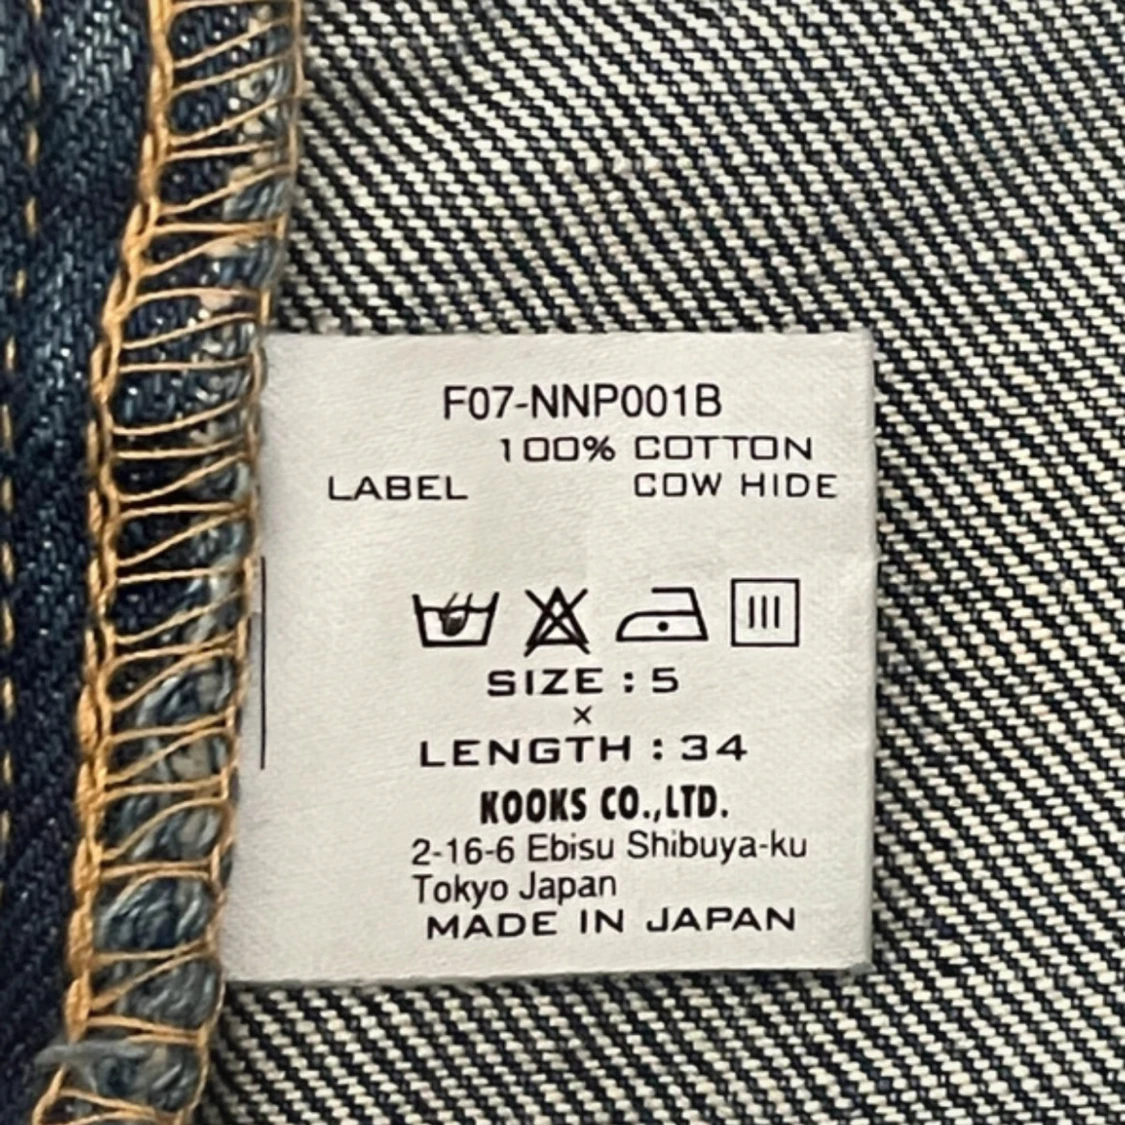 F07-NNP001B
100% COTTON
LABEL COW HIDE
SIZE : 5
×
LENGTH : 34
KOOKS CO.,LTD.
2-16-6 Ebisu Shibuya-ku
Tokyo Japan
MADE IN JAPAN